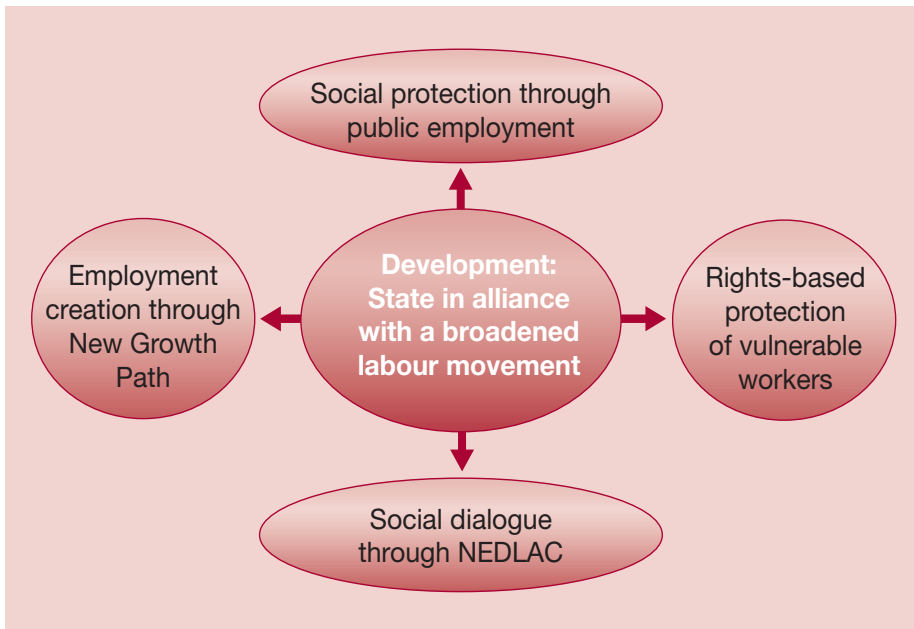 Social protection through
public employment
Employment
creation through
New Growth
Path
Development:
State in alliance
with a broadened
labour movement
Rights-based
protection
of vulnerable
workers
Social dialogue
through NEDLAC